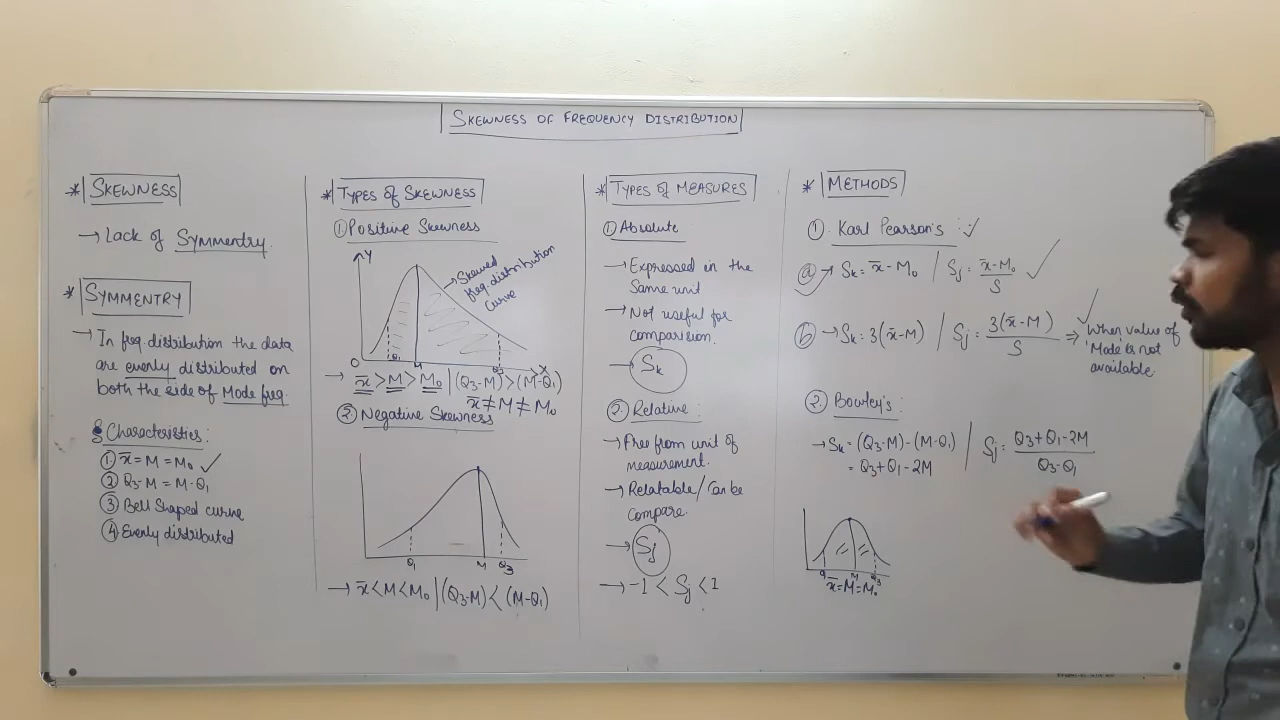 SKEWNESS OF FREQUENCY DISTRIBUTION
* SKEWNESS
→ Lack of Symmentry.
* SYMMENTRY
→ In freq. distribution the data
are evenly distributed on
both the side of Mode freq.
Characteristics:
① x̄ = M = M₀ ✓
② Q₃-M = M-Q₁
③ Bell Shaped curve
④ Evenly distributed
* TYPES OF SKEWNESS
① Positive Skewness
Y
→ Skewed
freq. distribution
Curve
O Q₁ M Q₃ X
→ x̄ > M > M₀ | (Q₃-M) > (M-Q₁)
x̄ ≠ M ≠ M₀
② Negative Skewness
Q₁ M Q₃
→ x̄ < M < M₀ | (Q₃-M) < (M-Q₁)
* TYPES OF MEASURES
① Absolute
→ Expressed in the
Same unit
→ Not useful for
comparision.
→ Sₖ
② Relative:
→ Free from unit of
measurement.
→ Relatable/Can be
Compare.
→ Sⱼ
→ -1 < Sⱼ < 1
* METHODS
① Karl Pearson's : ✓
ⓐ → Sₖ = x̄ - M₀ / Sⱼ = x̄-M₀ / S ✓
ⓑ → Sₖ = 3(x̄-M) / Sⱼ = 3(x̄-M) / S ⇒ When value of
'Mode' is not
available.
② Bowley's :
→ Sₖ = (Q₃-M) - (M-Q₁) / Sⱼ = Q₃+Q₁-2M / Q₃-Q₁
= Q₃+Q₁-2M
Q₁ M Q₃
x̄=M=M₀